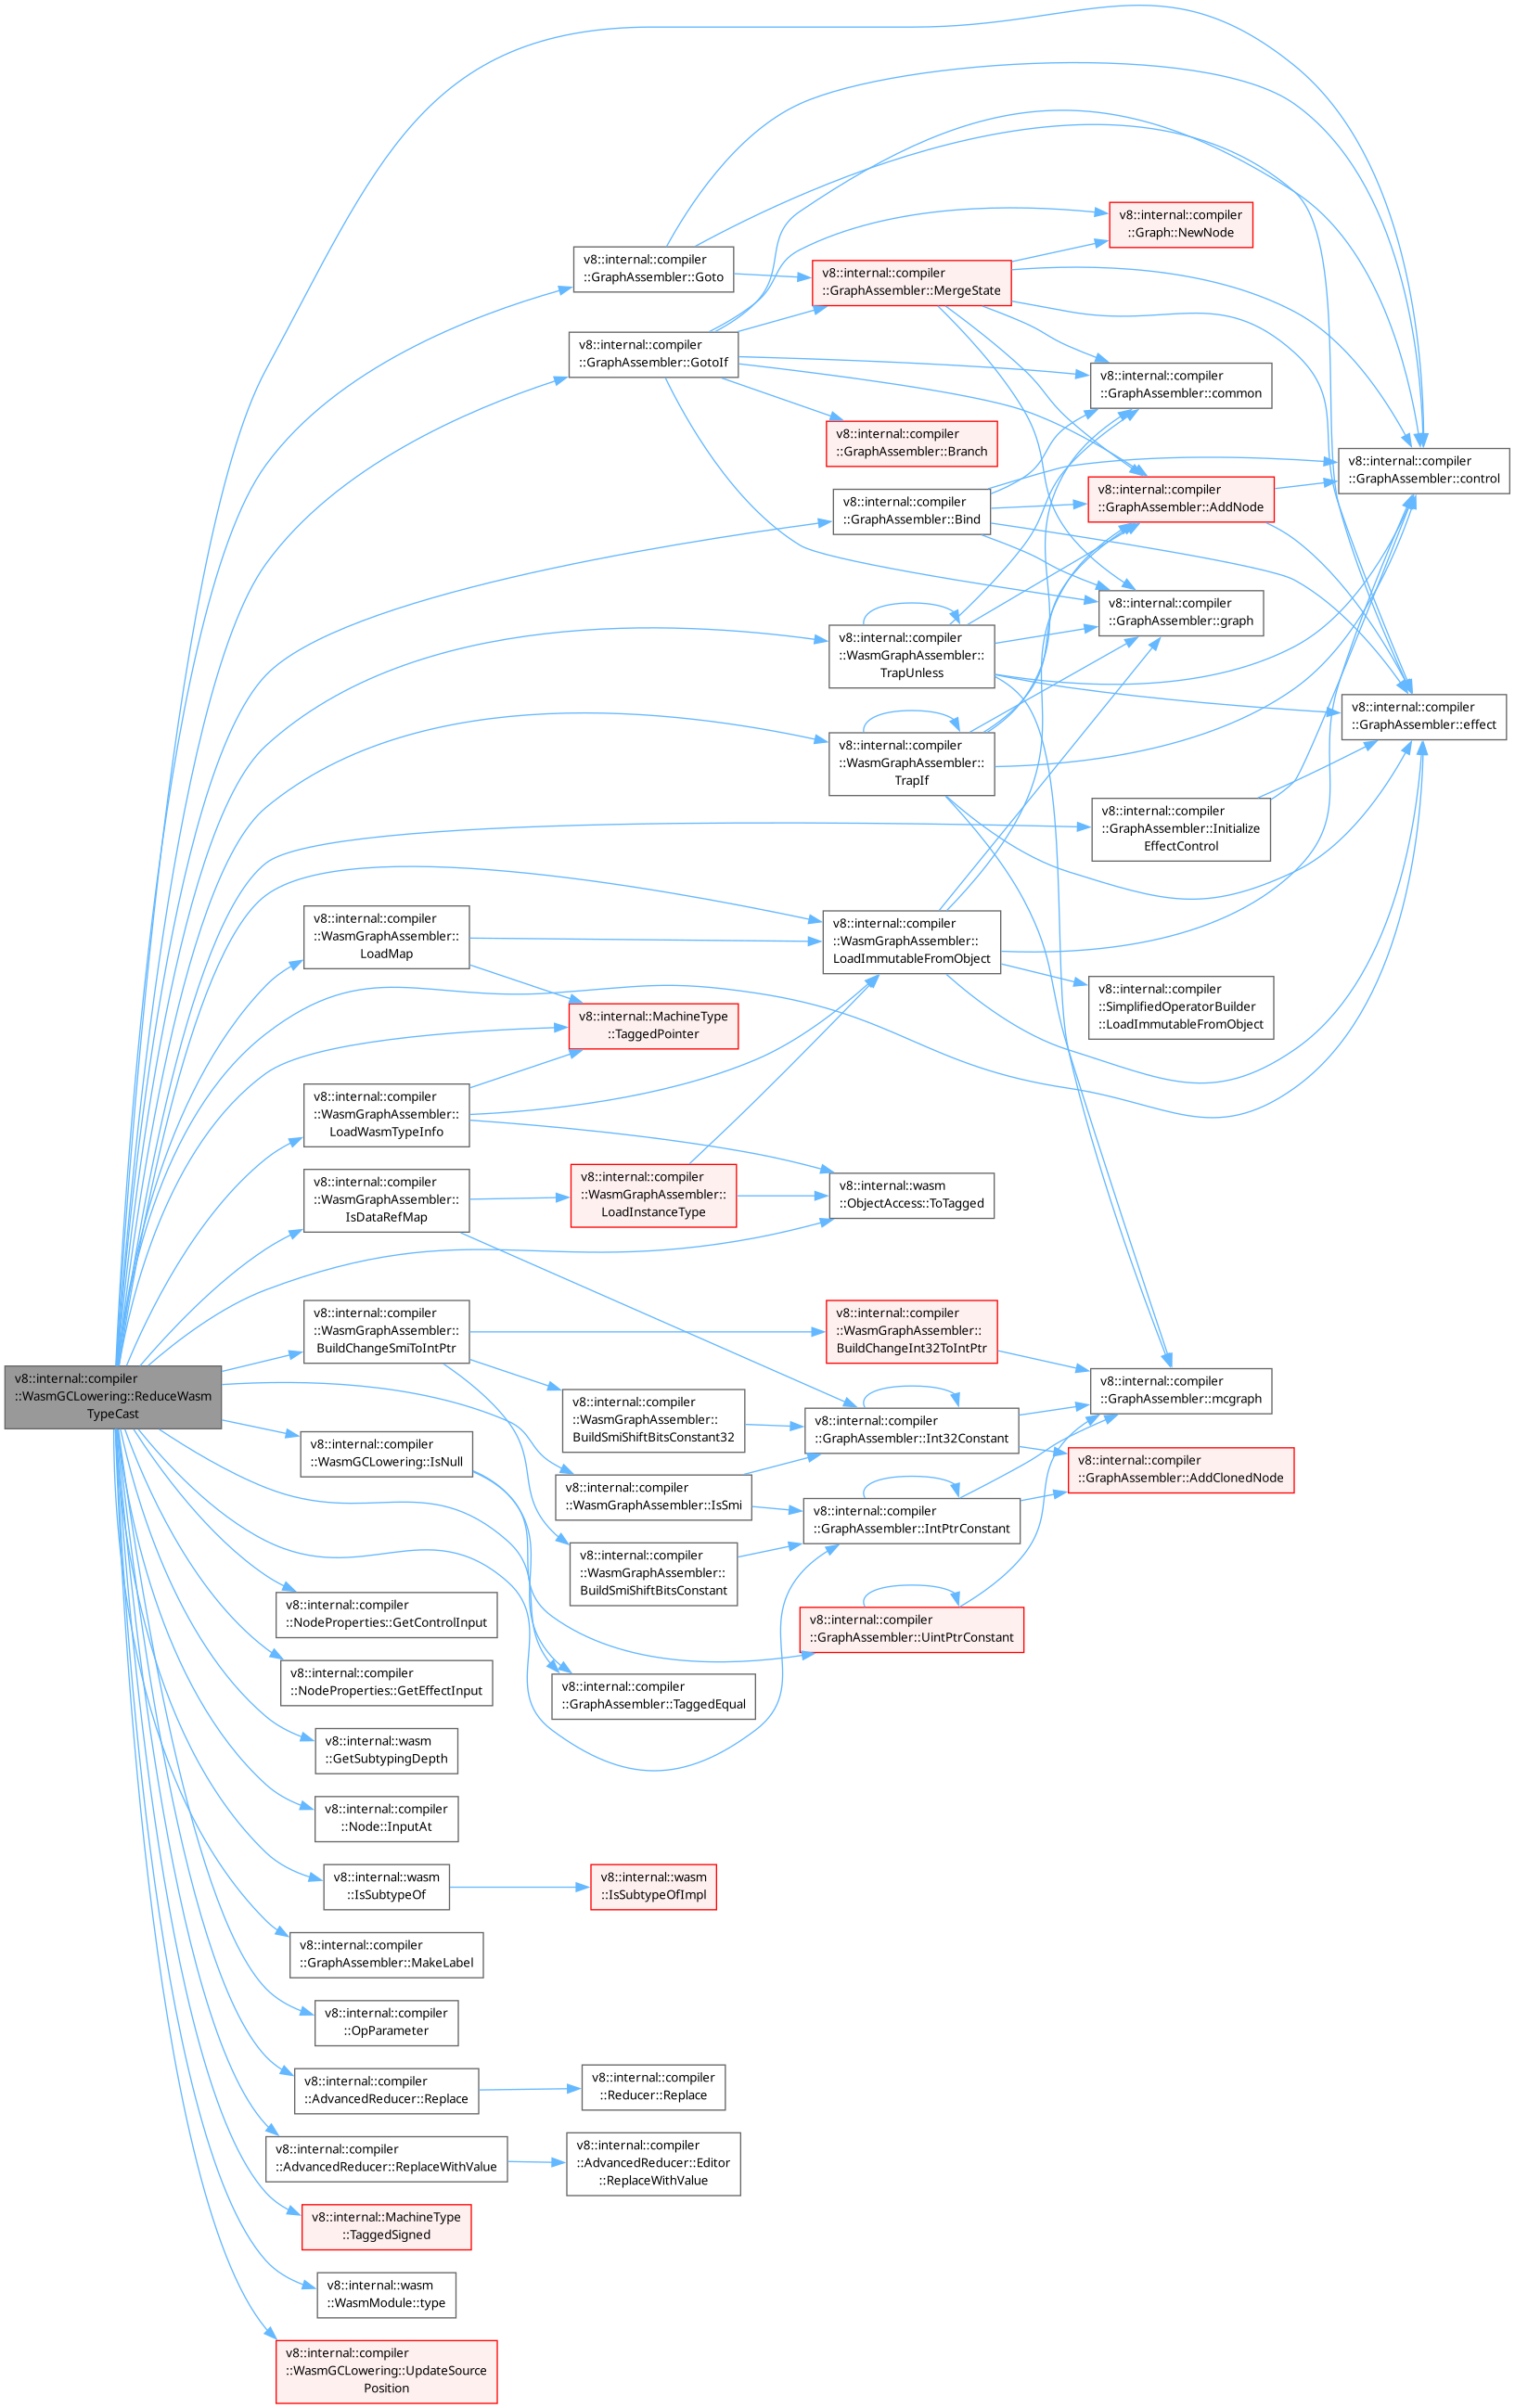 v8::internal::compiler
::Graph::NewNode
v8::internal::compiler
::GraphAssembler::Goto
v8::internal::compiler
::GraphAssembler::MergeState
v8::internal::compiler
::GraphAssembler::GotoIf
v8::internal::compiler
::GraphAssembler::common
v8::internal::compiler
::GraphAssembler::Branch
v8::internal::compiler
::GraphAssembler::control
v8::internal::compiler
::GraphAssembler::Bind
v8::internal::compiler
::GraphAssembler::AddNode
v8::internal::compiler
::GraphAssembler::graph
v8::internal::compiler
::WasmGraphAssembler::
TrapUnless
v8::internal::compiler
::GraphAssembler::effect
v8::internal::compiler
::WasmGraphAssembler::
TrapIf
v8::internal::compiler
::GraphAssembler::Initialize
EffectControl
v8::internal::compiler
::WasmGraphAssembler::
LoadMap
v8::internal::compiler
::WasmGraphAssembler::
LoadImmutableFromObject
v8::internal::compiler
::SimplifiedOperatorBuilder
::LoadImmutableFromObject
v8::internal::MachineType
::TaggedPointer
v8::internal::compiler
::WasmGraphAssembler::
LoadWasmTypeInfo
v8::internal::compiler
::WasmGraphAssembler::
IsDataRefMap
v8::internal::compiler
::WasmGraphAssembler::
LoadInstanceType
v8::internal::wasm
::ObjectAccess::ToTagged
v8::internal::compiler
::WasmGraphAssembler::
BuildChangeSmiToIntPtr
v8::internal::compiler
::WasmGraphAssembler::
BuildChangeInt32ToIntPtr
v8::internal::compiler
::WasmGCLowering::ReduceWasm
TypeCast
v8::internal::compiler
::GraphAssembler::mcgraph
v8::internal::compiler
::WasmGraphAssembler::
BuildSmiShiftBitsConstant32
v8::internal::compiler
::GraphAssembler::Int32Constant
v8::internal::compiler
::WasmGCLowering::IsNull
v8::internal::compiler
::GraphAssembler::AddClonedNode
v8::internal::compiler
::WasmGraphAssembler::IsSmi
v8::internal::compiler
::GraphAssembler::IntPtrConstant
v8::internal::compiler
::WasmGraphAssembler::
BuildSmiShiftBitsConstant
v8::internal::compiler
::NodeProperties::GetControlInput
v8::internal::compiler
::GraphAssembler::UintPtrConstant
v8::internal::compiler
::NodeProperties::GetEffectInput
v8::internal::compiler
::GraphAssembler::TaggedEqual
v8::internal::wasm
::GetSubtypingDepth
v8::internal::compiler
::Node::InputAt
v8::internal::wasm
::IsSubtypeOf
v8::internal::wasm
::IsSubtypeOfImpl
v8::internal::compiler
::GraphAssembler::MakeLabel
v8::internal::compiler
::OpParameter
v8::internal::compiler
::AdvancedReducer::Replace
v8::internal::compiler
::Reducer::Replace
v8::internal::compiler
::AdvancedReducer::ReplaceWithValue
v8::internal::compiler
::AdvancedReducer::Editor
::ReplaceWithValue
v8::internal::MachineType
::TaggedSigned
v8::internal::wasm
::WasmModule::type
v8::internal::compiler
::WasmGCLowering::UpdateSource
Position